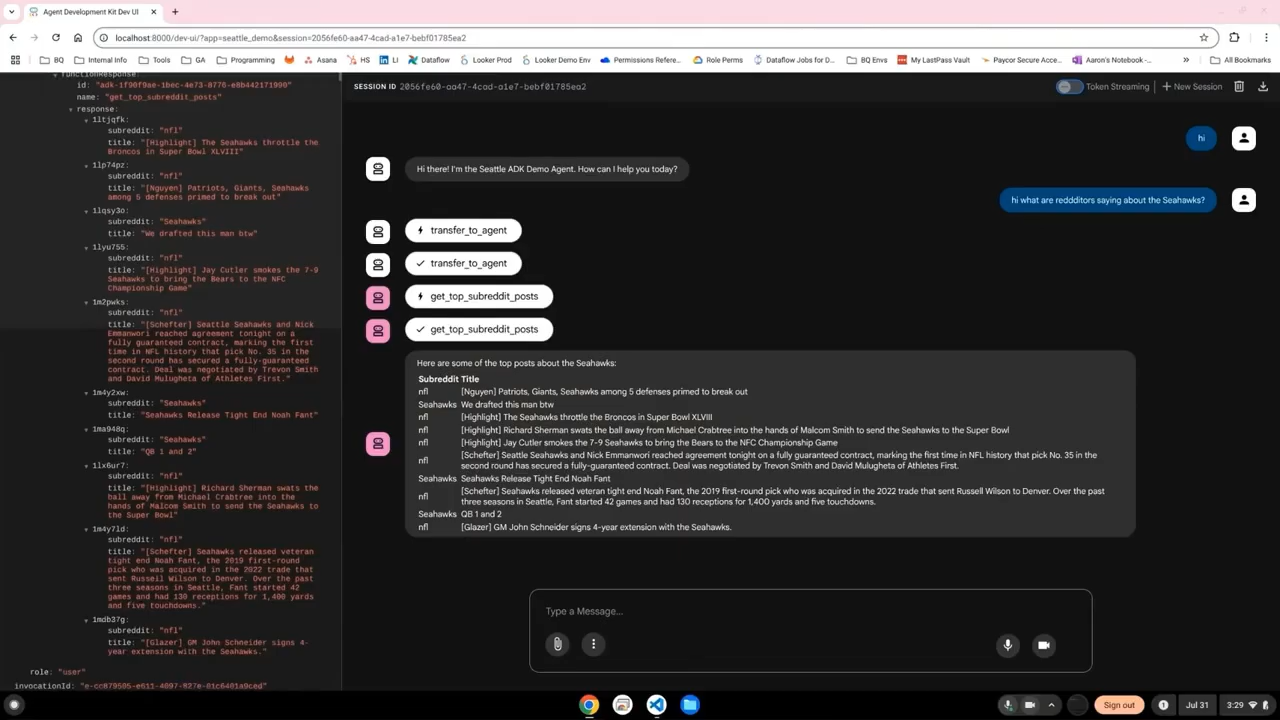 Agent Development Kit Dev UI
localhost:8000/dev-ui/?app=seattle_demo&session=2056fe60-aa47-4cad-a1e7-bebf01785ea2
BQ
Internal Info
Tools
GA
Programming
Asana
HS
LI
Dataflow
Looker Prod
Looker Demo Env
Permissions Refere...
Role Perms
Dataflow Jobs for D...
BQ Envs
My LastPass Vault
Paycor Secure Acce...
Aaron's Notebook -...
All Bookmarks
functionResponse:
id: "adk-1f90f9ae-1bec-4e73-8776-e8b442171990"
name: "get_top_subreddit_posts"
response:
1ltjqfk:
subreddit: "nfl"
title: "[Highlight] The Seahawks throttle the
Broncos in Super Bowl XLVIII"
1lp74pz:
subreddit: "nfl"
title: "[Nguyen] Patriots, Giants, Seahawks
among 5 defenses primed to break out"
1lqsy3o:
subreddit: "Seahawks"
title: "We drafted this man btw"
1lyu755:
subreddit: "nfl"
title: "[Highlight] Jay Cutler smokes the 7-9
Seahawks to bring the Bears to the NFC
Championship Game"
1m2pwks:
subreddit: "nfl"
title: "[Schefter] Seattle Seahawks and Nick
Emmanwori reached agreement tonight on a
fully guaranteed contract, marking the first
time in NFL history that pick No. 35 in the
second round has secured a fully-guaranteed
contract. Deal was negotiated by Trevon Smith
and David Mulugheta of Athletes First."
1m4y2xw:
subreddit: "Seahawks"
title: "Seahawks Release Tight End Noah Fant"
1ma948q:
subreddit: "Seahawks"
title: "QB 1 and 2"
1lx6ur7:
subreddit: "nfl"
title: "[Highlight] Richard Sherman swats the
ball away from Michael Crabtree into the
hands of Malcom Smith to send the Seahawks to
the Super Bowl"
1m4y7ld:
subreddit: "nfl"
title: "[Schefter] Seahawks released veteran
tight end Noah Fant, the 2019 first-round
pick who was acquired in the 2022 trade that
sent Russell Wilson to Denver. Over the past
three seasons in Seattle, Fant started 42
games and had 130 receptions for 1,400 yards
and five touchdowns."
1mdb37g:
subreddit: "nfl"
title: "[Glazer] GM John Schneider signs 4-
year extension with the Seahawks."
role: "user"
invocationId: "e-cc879505-e611-4097-827e-01c6401a9ced"
SESSION ID 2056fe60-aa47-4cad-a1e7-bebf01785ea2
Token Streaming
New Session
hi
Hi there! I'm the Seattle ADK Demo Agent. How can I help you today?
hi what are reddditors saying about the Seahawks?
transfer_to_agent
transfer_to_agent
get_top_subreddit_posts
get_top_subreddit_posts
Here are some of the top posts about the Seahawks:
Subreddit Title
nfl [Nguyen] Patriots, Giants, Seahawks among 5 defenses primed to break out
Seahawks We drafted this man btw
nfl [Highlight] The Seahawks throttle the Broncos in Super Bowl XLVIII
nfl [Highlight] Richard Sherman swats the ball away from Michael Crabtree into the hands of Malcom Smith to send the Seahawks to the Super Bowl
nfl [Highlight] Jay Cutler smokes the 7-9 Seahawks to bring the Bears to the NFC Championship Game
nfl [Schefter] Seattle Seahawks and Nick Emmanwori reached agreement tonight on a fully guaranteed contract, marking the first time in NFL history that pick No. 35 in the
second round has secured a fully-guaranteed contract. Deal was negotiated by Trevon Smith and David Mulugheta of Athletes First.
Seahawks Seahawks Release Tight End Noah Fant
nfl [Schefter] Seahawks released veteran tight end Noah Fant, the 2019 first-round pick who was acquired in the 2022 trade that sent Russell Wilson to Denver. Over the past
three seasons in Seattle, Fant started 42 games and had 130 receptions for 1,400 yards and five touchdowns.
Seahawks QB 1 and 2
nfl [Glazer] GM John Schneider signs 4-year extension with the Seahawks.
Type a Message...
Sign out
Jul 31
3:29